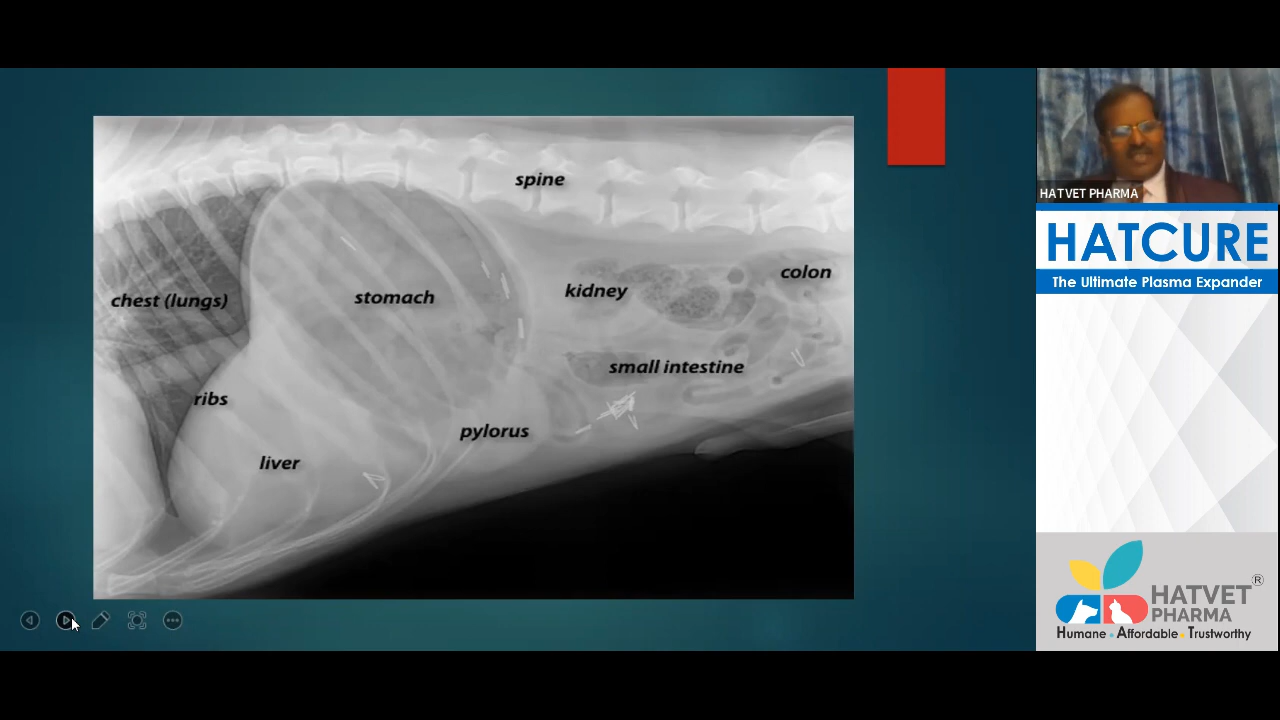 spine
colon
kidney
chest (lungs)
stomach
small intestine
ribs
pylorus
liver
HATVET PHARMA
HATCURE
The Ultimate Plasma Expander
HATVET ®
PHARMA
Humane • Affordable • Trustworthy